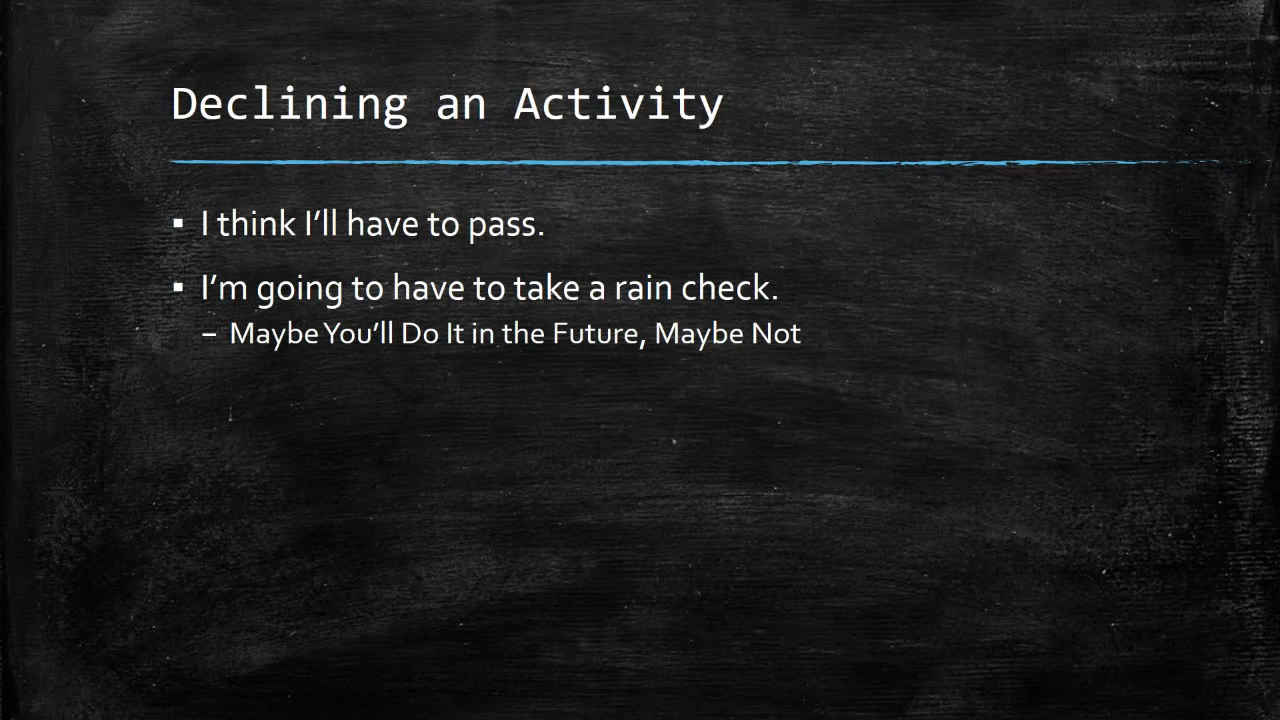 Declining an Activity
▪ I think I’ll have to pass.
▪ I’m going to have to take a rain check.
– Maybe You’ll Do It in the Future, Maybe Not